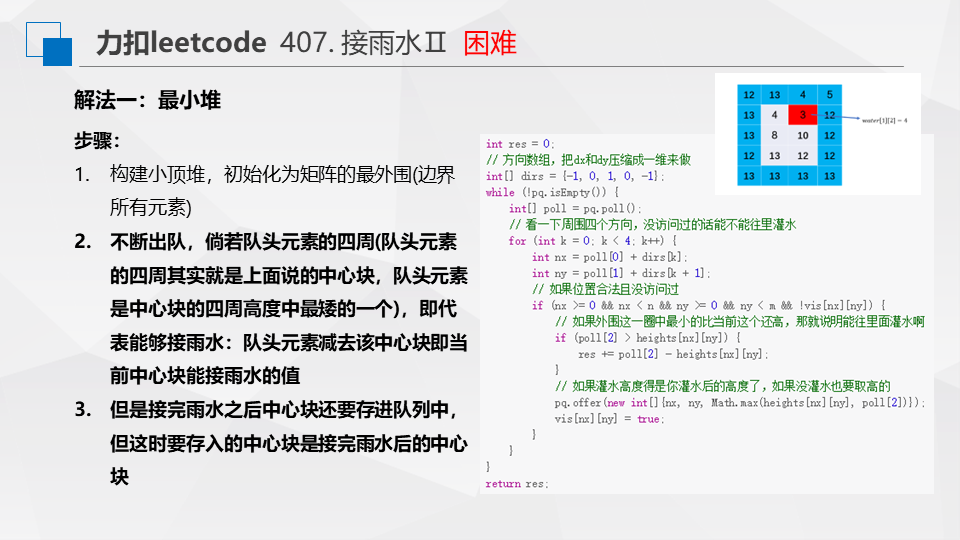 力扣leetcode 407. 接雨水Ⅱ 困难
解法一：最小堆
步骤：
1. 构建小顶堆，初始化为矩阵的最外围(边界
所有元素)
2. 不断出队，倘若队头元素的四周(队头元素
的四周其实就是上面说的中心块，队头元素
是中心块的四周高度中最矮的一个)，即代
表能够接雨水：队头元素减去该中心块即当
前中心块能接雨水的值
3. 但是接完雨水之后中心块还要存进队列中，
但这时要存入的中心块是接完雨水后的中心
块
12 13 4 5
13 4 3 12
13 8 10 12
12 13 12 12
13 13 13 13
water[1][2] = 4
int res = 0;
// 方向数组，把dx和dy压缩成一维来做
int[] dirs = {-1, 0, 1, 0, -1};
while (!pq.isEmpty()) {
int[] poll = pq.poll();
// 看一下周围四个方向，没访问过的话能不能往里灌水
for (int k = 0; k < 4; k++) {
int nx = poll[0] + dirs[k];
int ny = poll[1] + dirs[k + 1];
// 如果位置合法且没访问过
if (nx >= 0 && nx < n && ny >= 0 && ny < m && !vis[nx][ny]) {
// 如果外围这一圈中最小的比当前这个还高，那就说明能往里面灌水啊
if (poll[2] > heights[nx][ny]) {
res += poll[2] - heights[nx][ny];
}
// 如果灌水高度得是你灌水后的高度了，如果没灌水也要取高的
pq.offer(new int[]{nx, ny, Math.max(heights[nx][ny], poll[2])});
vis[nx][ny] = true;
}
}
}
return res;